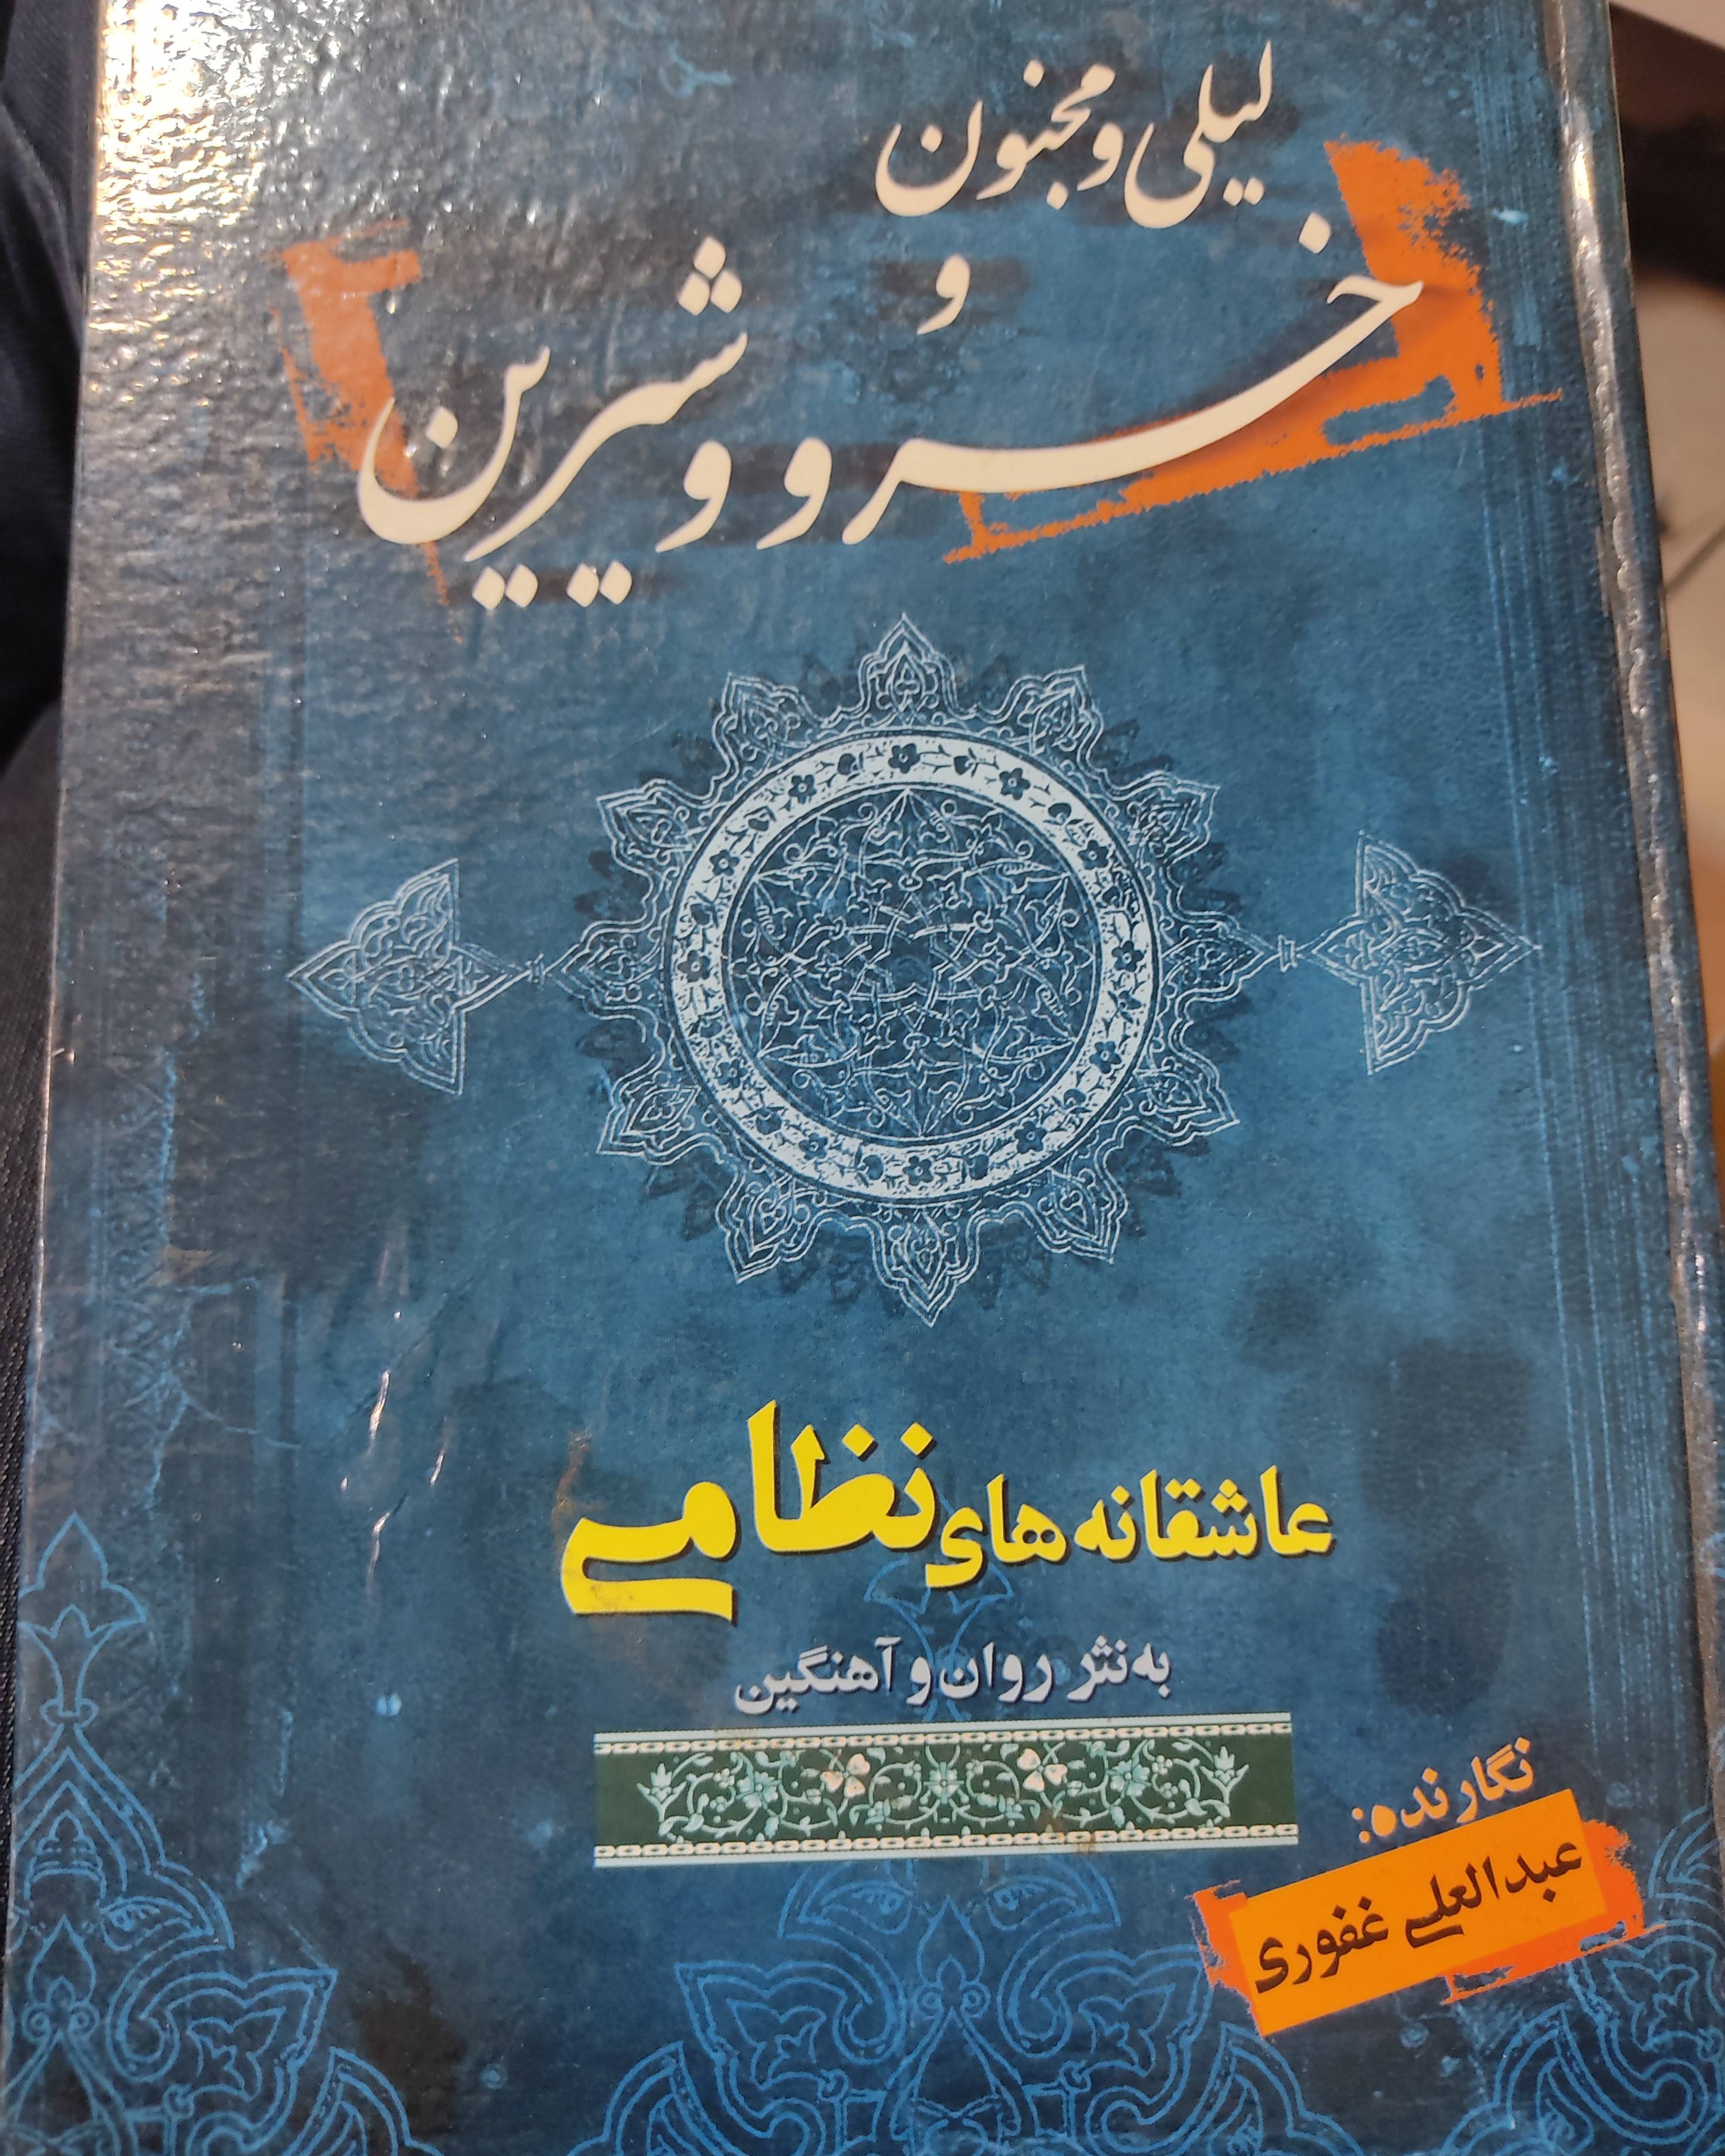 لیلی و مجنون
و
خسرو و شیرین
عاشقانه های نظامی
به نثر روان و آهنگین
نگارنده:
عبدالعلی غفوری